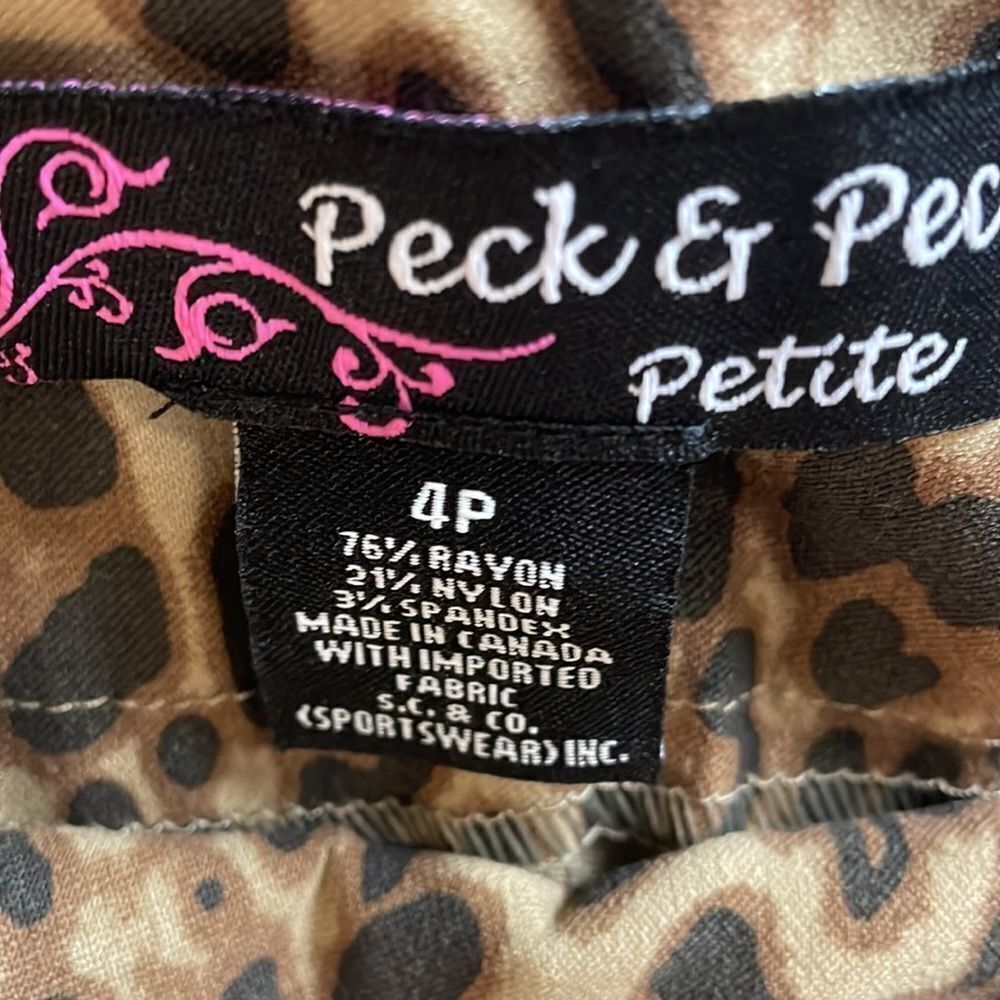 Peck & Pec
Petite
4P
76% RAYON
21% NYLON
3% SPANDEX
MADE IN CANADA
WITH IMPORTED
FABRIC
S.C. & CO.
(SPORTSWEAR) INC.